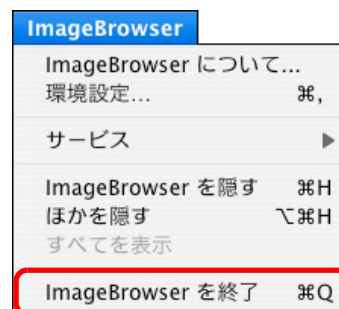 ImageBrowser
ImageBrowser について...
環境設定... ⌘,
サービス ▶
ImageBrowser を隠す ⌘H
ほかを隠す ⌥⌘H
すべてを表示
ImageBrowser を終了 ⌘Q